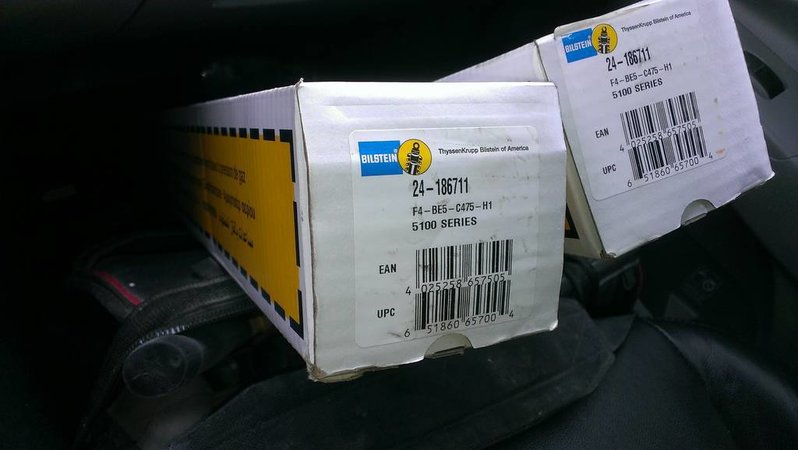 BILSTEIN
ThyssenKrupp Bilstein of America
24-186711
F4-BE5-C475-H1
5100 SERIES
EAN
4 025258 657505
UPC
6 51860 65700 4
BILSTEIN
ThyssenKrupp Bilstein of America
24-186711
F4-BE5-C475-H1
5100 SERIES
EAN
4 025258 657505
UPC
6 51860 65700 4